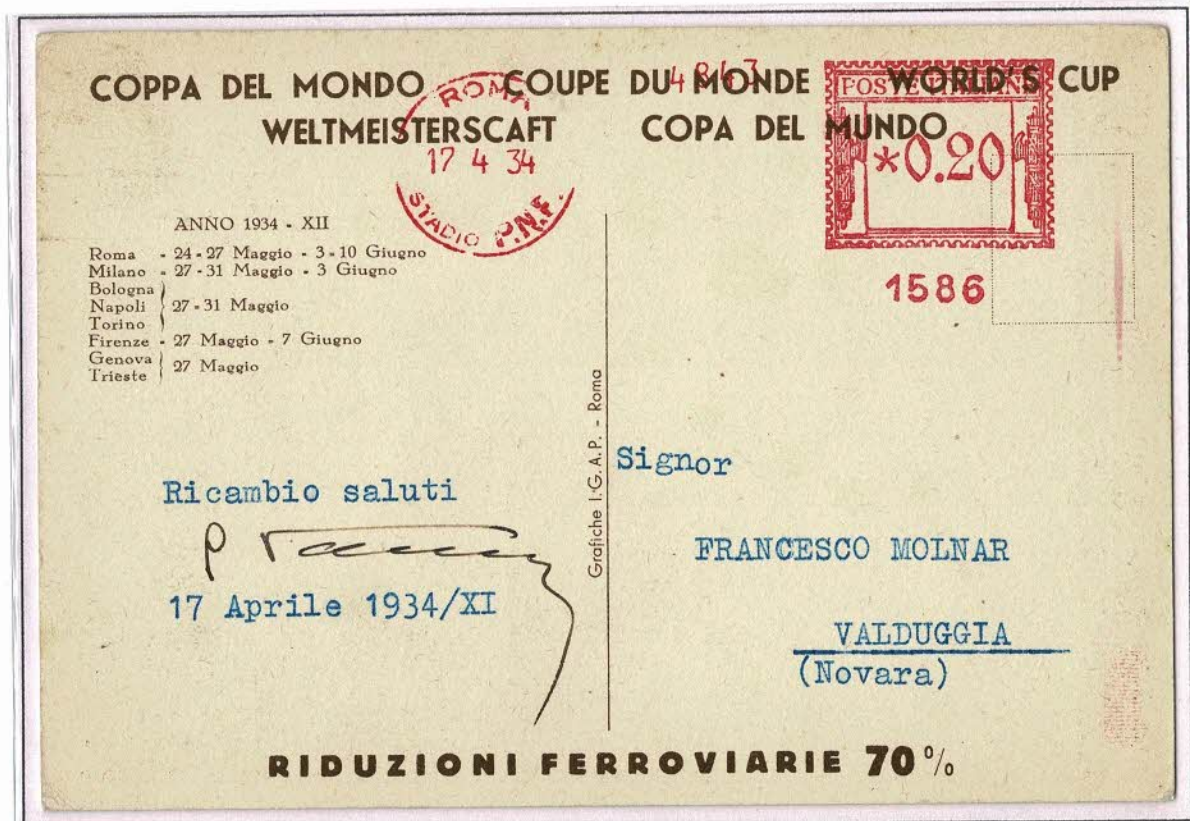 COPPA DEL MONDO COUPE DU MONDE WORLD'S CUP
WELTMEISTERSCAFT COPA DEL MUNDO
4843
ROMA
17 4 34
STADIO P.N.F.
POSTE ITALIANE
*0.20
1586
ANNO 1934 - XII
Roma - 24 - 27 Maggio - 3 - 10 Giugno
Milano - 27 - 31 Maggio - 3 Giugno
Bologna
Napoli 27 - 31 Maggio
Torino
Firenze - 27 Maggio - 7 Giugno
Genova
Trieste 27 Maggio
Grafiche I.G.A.P. - Roma
Ricambio saluti
17 Aprile 1934/XI
Signor
FRANCESCO MOLNAR
VALDUGGIA
(Novara)
RIDUZIONI FERROVIARIE 70%